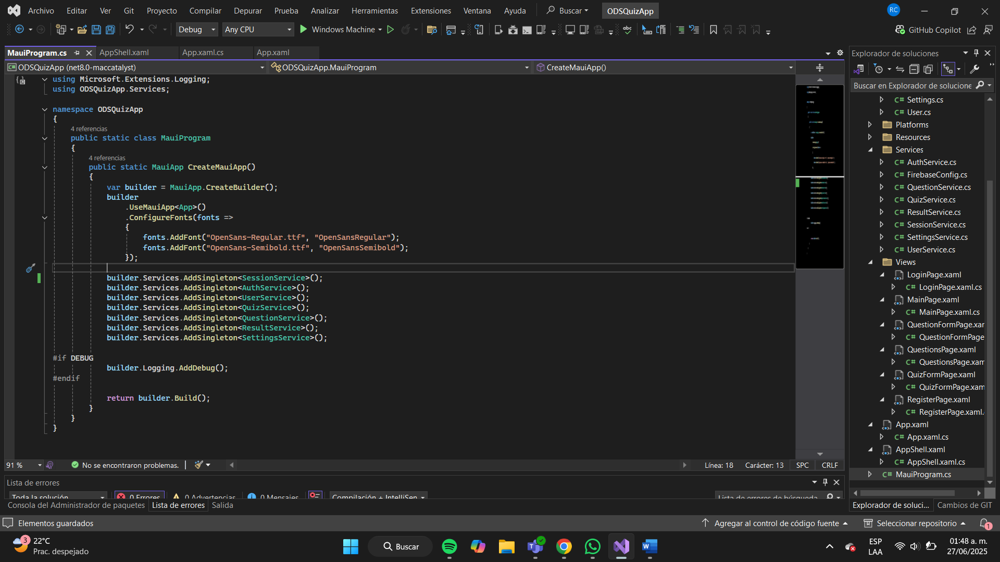 Archivo Editar Ver Git Proyecto Compilar Depurar Prueba Analizar Herramientas Extensiones Ventana Ayuda Buscar ODSQuizApp RC
Debug Any CPU Windows Machine abc GitHub Copilot
MauiProgram.cs AppShell.xaml App.xaml.cs App.xaml
ODSQuizApp (net8.0-maccatalyst) ODSQuizApp.MauiProgram CreateMauiApp()
using Microsoft.Extensions.Logging;
using ODSQuizApp.Services;
namespace ODSQuizApp
{
4 referencias
public static class MauiProgram
{
4 referencias
public static MauiApp CreateMauiApp()
{
var builder = MauiApp.CreateBuilder();
builder
.UseMauiApp<App>()
.ConfigureFonts(fonts =>
{
fonts.AddFont("OpenSans-Regular.ttf", "OpenSansRegular");
fonts.AddFont("OpenSans-Semibold.ttf", "OpenSansSemibold");
});
builder.Services.AddSingleton<SessionService>();
builder.Services.AddSingleton<AuthService>();
builder.Services.AddSingleton<UserService>();
builder.Services.AddSingleton<QuizService>();
builder.Services.AddSingleton<QuestionService>();
builder.Services.AddSingleton<ResultService>();
builder.Services.AddSingleton<SettingsService>();
#if DEBUG
builder.Logging.AddDebug();
#endif
return builder.Build();
}
}
}
91 % No se encontraron problemas. Línea: 18 Carácter: 13 SPC CRLF
Lista de errores
Toda la solución 0 Errores 0 Advertencias 0 Mensajes Compilación + IntelliSen Lista de errores de búsqueda
Consola del Administrador de paquetes Lista de errores Salida
Explorador de soluciones
Buscar en Explorador de solucione
C# Settings.cs
C# User.cs
Platforms
Resources
Services
C# AuthService.cs
C# FirebaseConfig.cs
C# QuestionService.cs
C# QuizService.cs
C# ResultService.cs
C# SessionService.cs
C# SettingsService.cs
C# UserService.cs
Views
LoginPage.xaml
C# LoginPage.xaml.cs
MainPage.xaml
C# MainPage.xaml.cs
QuestionFormPage.xar
C# QuestionFormPage
QuestionsPage.xaml
C# QuestionsPage.xam
QuizFormPage.xaml
C# QuizFormPage.xam
RegisterPage.xaml
C# RegisterPage.xaml.
App.xaml
C# App.xaml.cs
AppShell.xaml
C# AppShell.xaml.cs
C# MauiProgram.cs
Explorador de soluci... Cambios de GIT
Elementos guardados Agregar al control de código fuente Seleccionar repositorio 1
3 22°C
Prac. despejado
Buscar
ESP
LAA
01:48 a. m.
27/06/2025